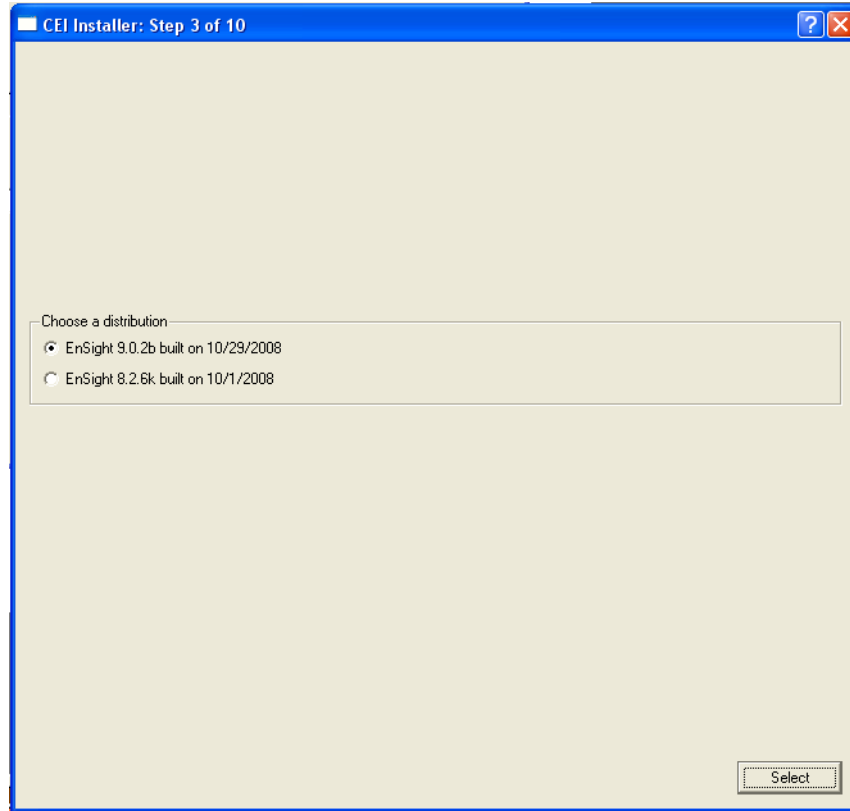 CEI Installer: Step 3 of 10
Choose a distribution
EnSight 9.0.2b built on 10/29/2008
EnSight 8.2.6k built on 10/1/2008
Select